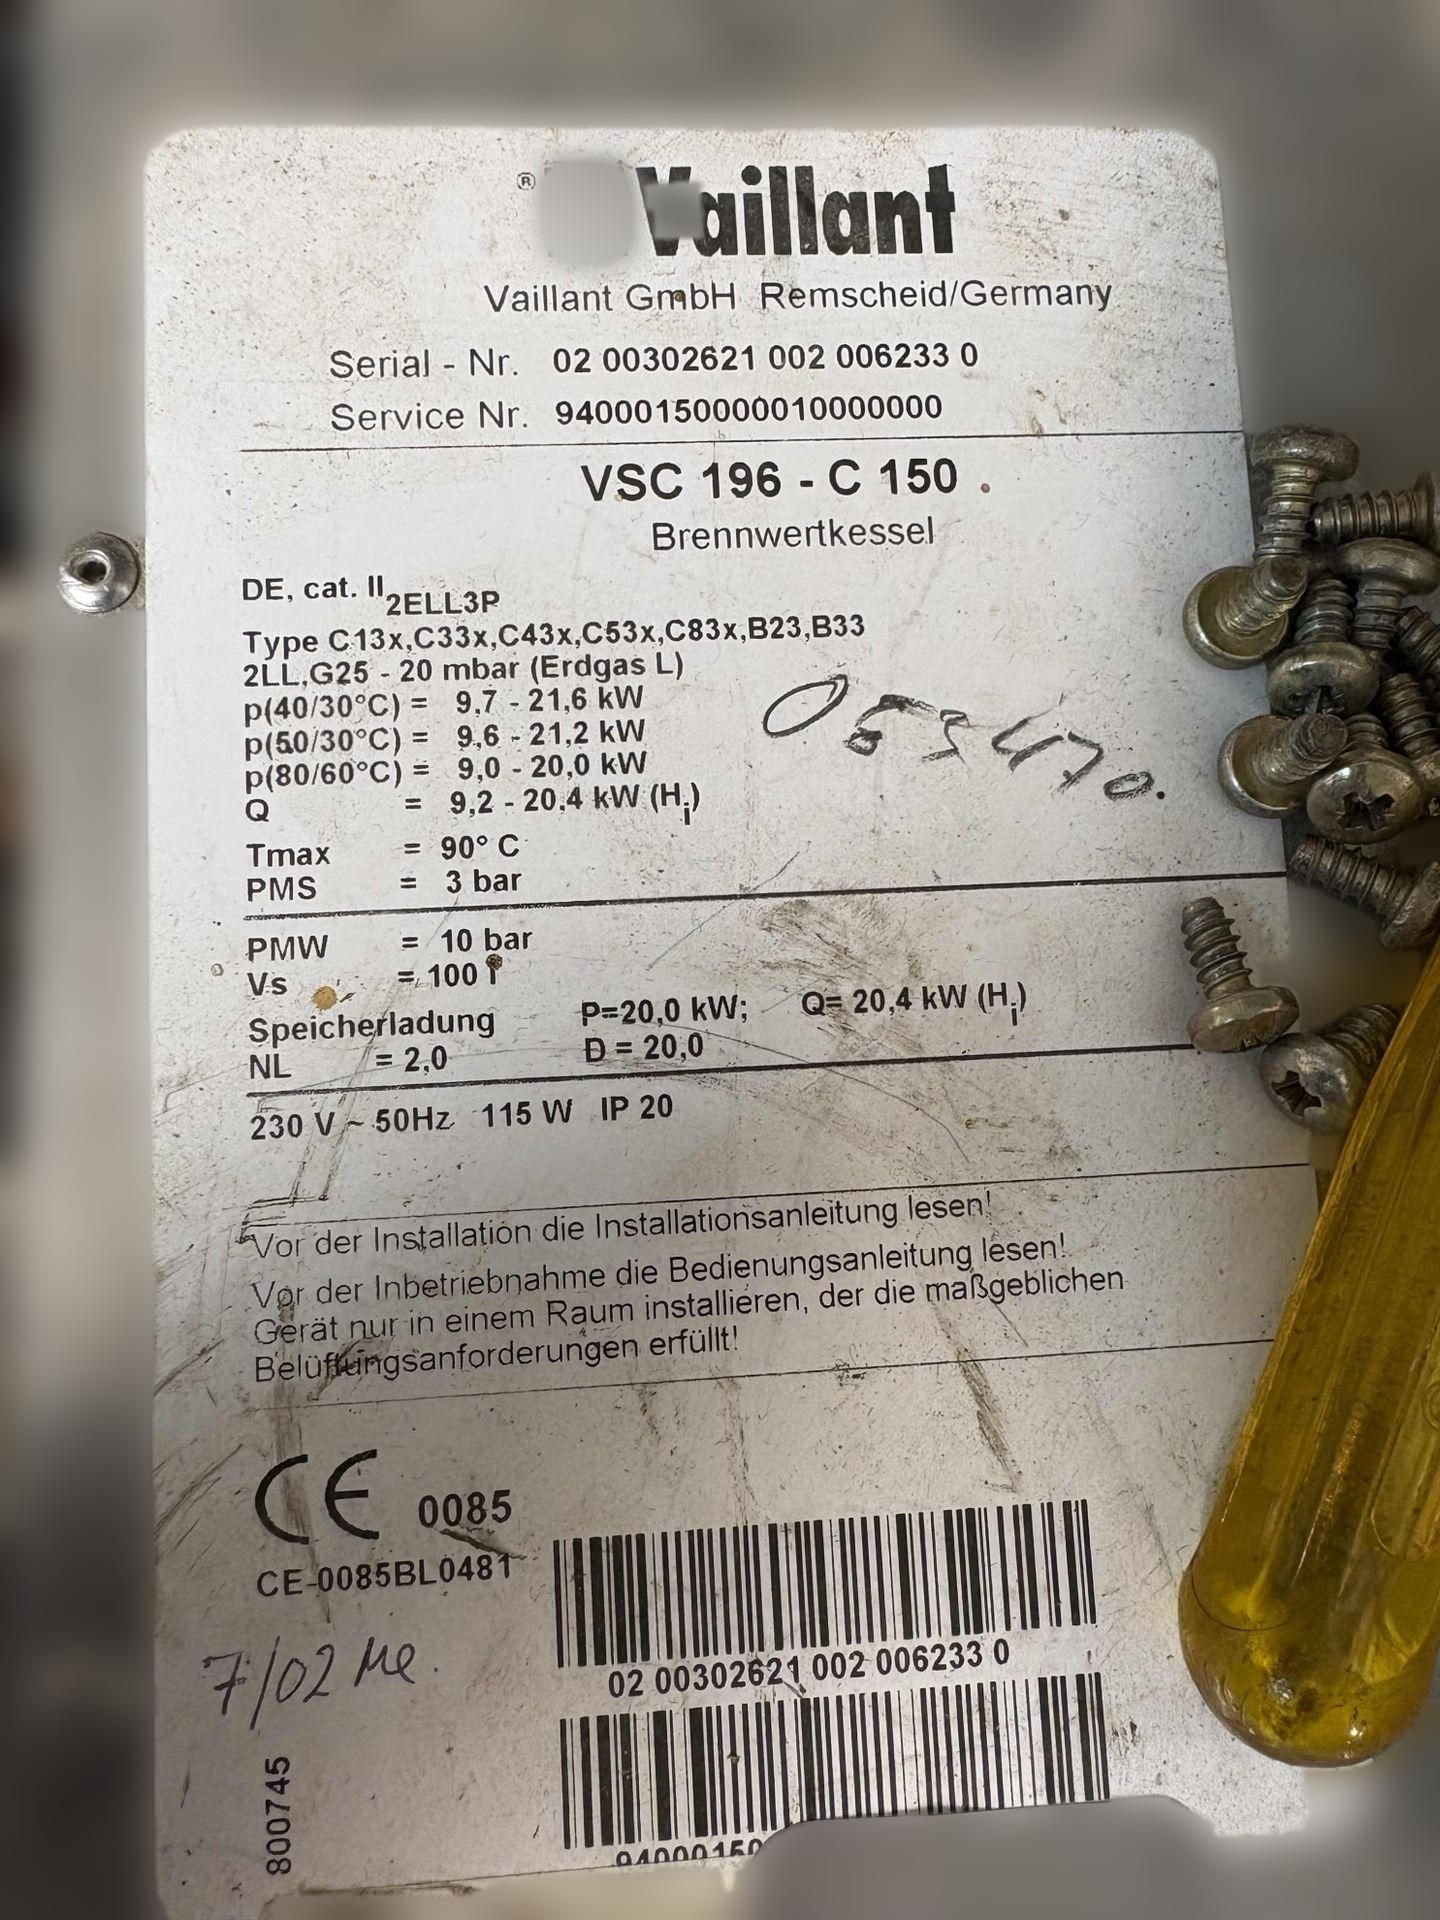 ® Vaillant
Vaillant GmbH Remscheid/Germany
Serial - Nr. 02 00302621 002 006233 0
Service Nr. 94000150000010000000
VSC 196 - C 150
Brennwertkessel
DE, cat. II2ELL3P
Type C13x,C33x,C43x,C53x,C83x,B23,B33
2LL,G25 - 20 mbar (Erdgas L)
p(40/30°C) = 9,7 - 21,6 kW
p(50/30°C) = 9,6 - 21,2 kW
p(80/60°C) = 9,0 - 20,0 kW
Q = 9,2 - 20,4 kW (Hi)
053470.
Tmax = 90° C
PMS = 3 bar
PMW = 10 bar
Vs = 100 l
Speicherladung P=20,0 kW; Q= 20,4 kW (Hi)
NL = 2,0 D = 20,0
230 V ~ 50Hz 115 W IP 20
Vor der Installation die Installationsanleitung lesen!
Vor der Inbetriebnahme die Bedienungsanleitung lesen!
Gerät nur in einem Raum installieren, der die maßgeblichen
Belüftungsanforderungen erfüllt!
CE 0085
CE-0085BL0481
02 00302621 002 006233 0
7/02
800745